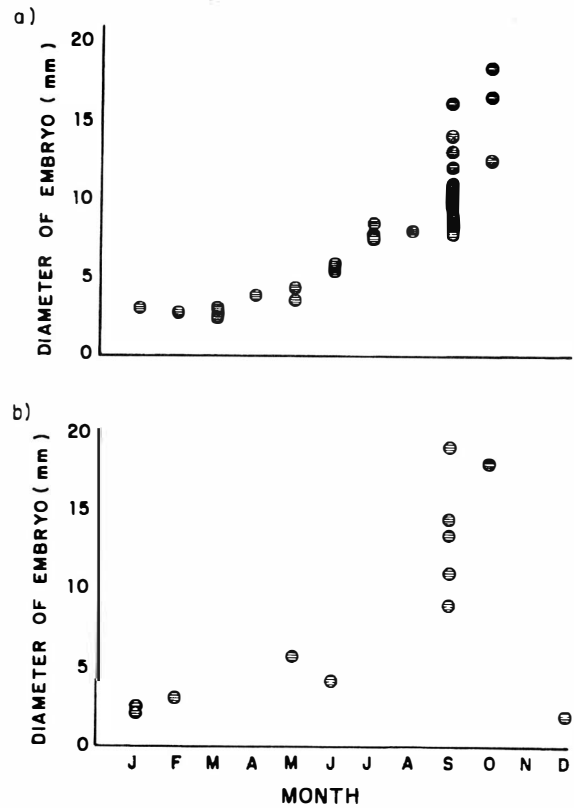 a)
20
15
10
5
0
DIAMETER OF EMBRYO (mm)
b)
20
15
10
5
0
DIAMETER OF EMBRYO (mm)
J F M A M J J A S O N D
MONTH